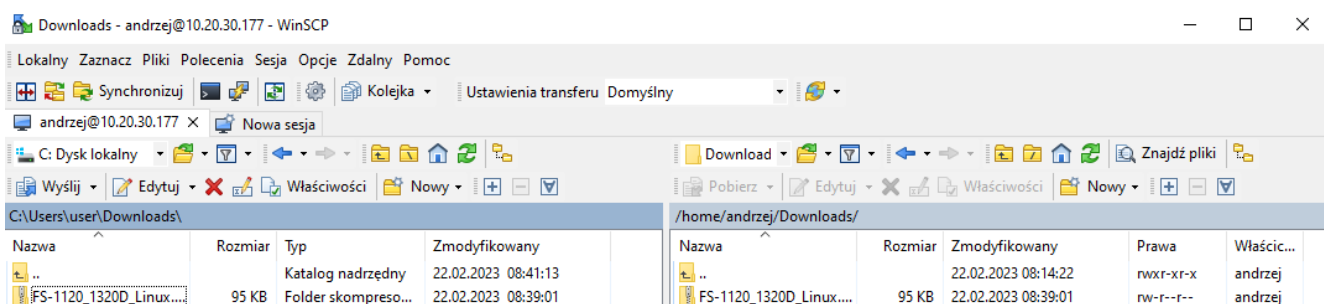 Downloads - andrzej@10.20.30.177 - WinSCP
Lokalny Zaznacz Pliki Polecenia Sesja Opcje Zdalny Pomoc
Synchronizuj Kolejka Ustawienia transferu Domyślny
andrzej@10.20.30.177 Nowa sesja
C: Dysk lokalny Download Znajdź pliki
Wyślij Edytuj Właściwości Nowy Pobierz Edytuj Właściwości Nowy
C:\Users\user\Downloads\ /home/andrzej/Downloads/
Nazwa Rozmiar Typ Zmodyfikowany Nazwa Rozmiar Zmodyfikowany Prawa Właścic...
.. Katalog nadrzędny 22.02.2023 08:41:13 .. 22.02.2023 08:14:22 rwxr-xr-x andrzej
FS-1120_1320D_Linux.... 95 KB Folder skompreso... 22.02.2023 08:39:01 FS-1120_1320D_Linux.... 95 KB 22.02.2023 08:39:01 rw-r--r-- andrzej